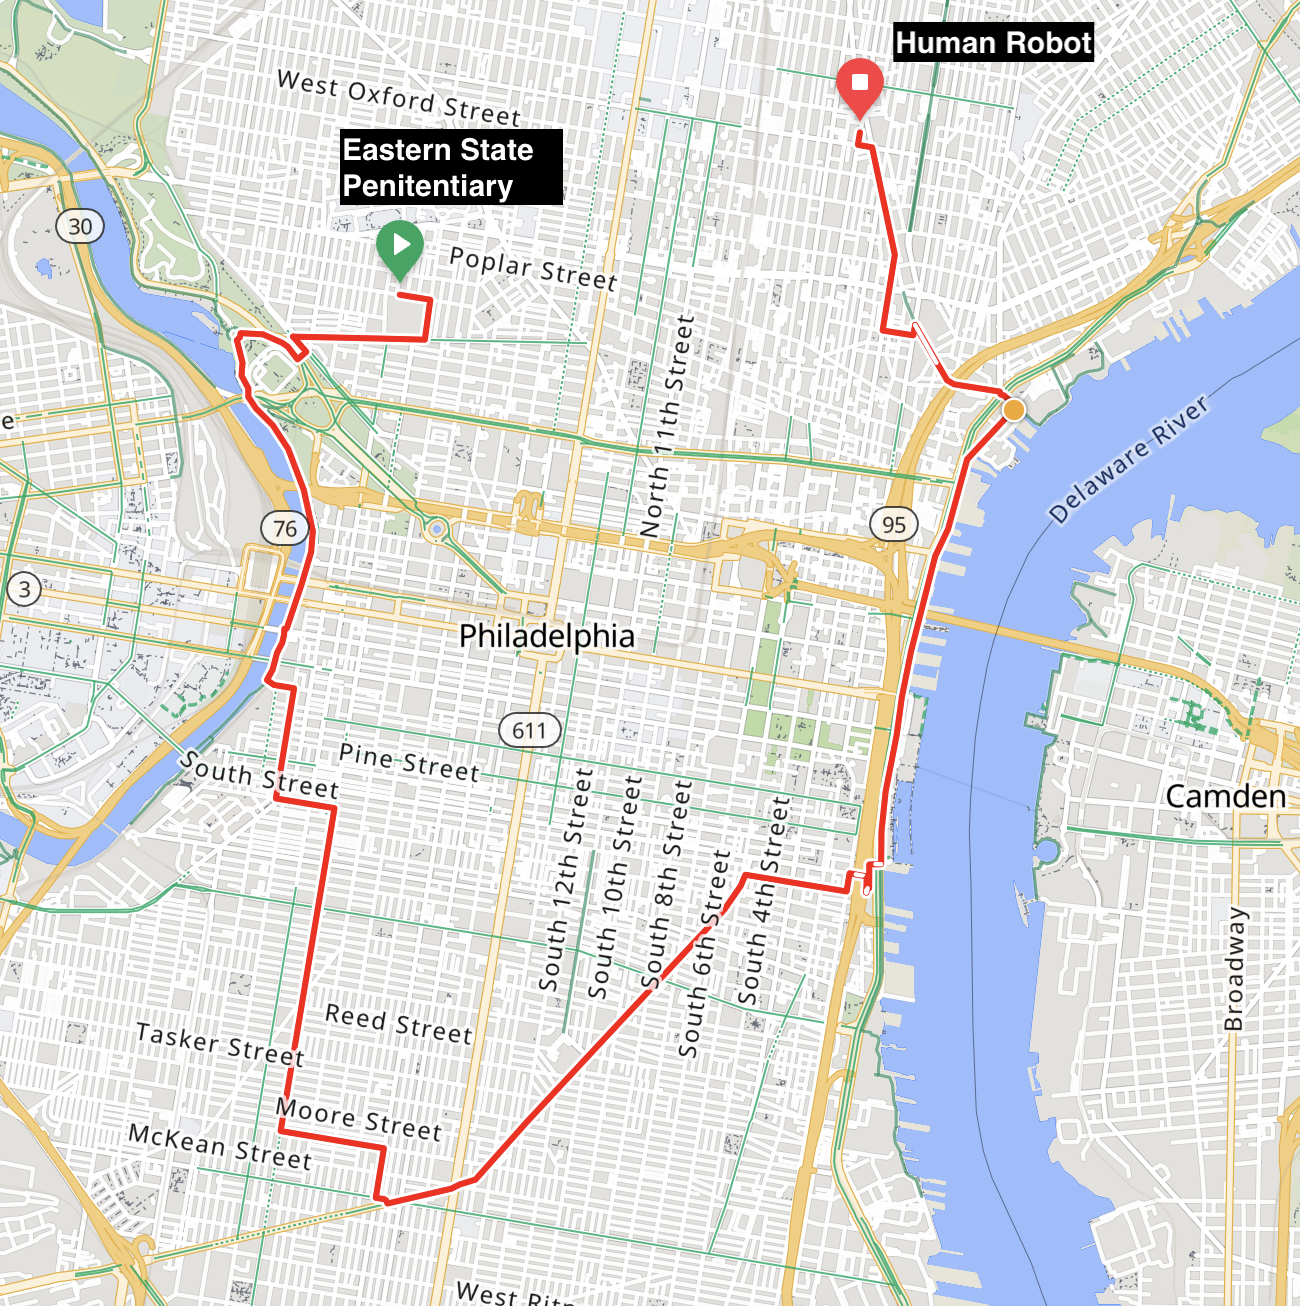 Human Robot
West Oxford Street
Eastern State
Penitentiary
30
Poplar Street
North 11th Street
Delaware River
e
76
95
3
Philadelphia
611
Pine Street
South Street
Camden
South 12th Street
South 10th Street
South 8th Street
South 6th Street
South 4th Street
Broadway
Reed Street
Tasker Street
Moore Street
McKean Street
West Ritn